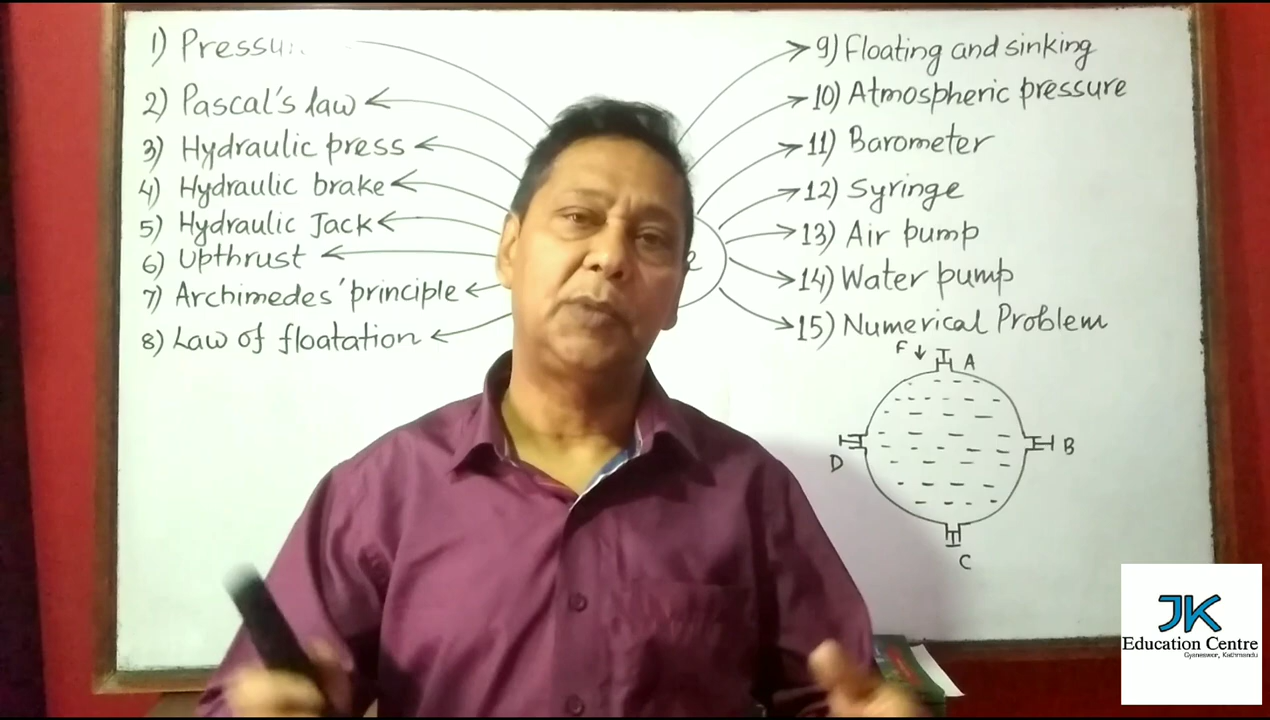 1) Pressu
2) Pascal's law
3) Hydraulic press
4) Hydraulic brake
5) Hydraulic Jack
6) Upthrust
7) Archimedes' principle
8) Law of floatation
9) Floating and sinking
10) Atmospheric pressure
11) Barometer
12) Syringe
13) Air pump
14) Water pump
15) Numerical Problem
F
A
B
D
C
JK
Education Centre
Gyaneswor, Kathmandu